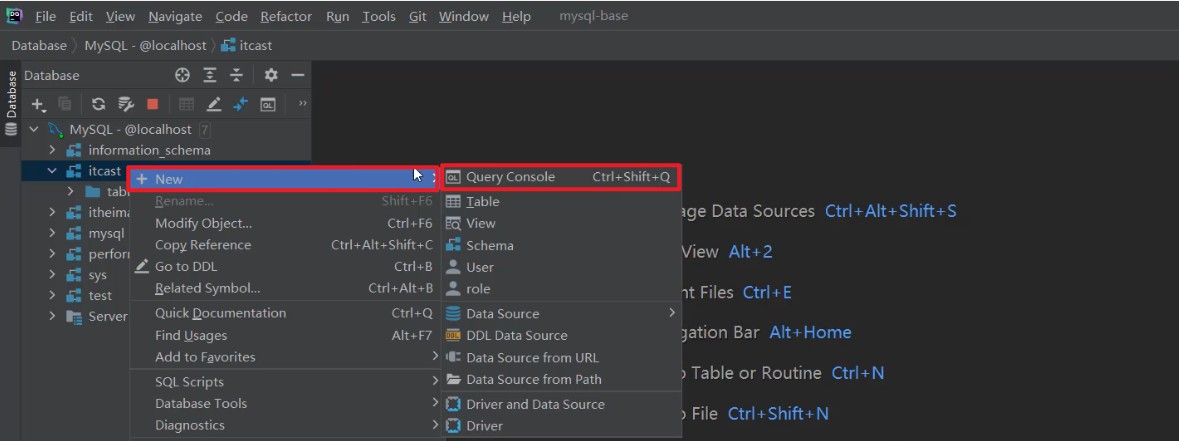 File Edit View Navigate Code Refactor Run Tools Git Window Help mysql-base
Database MySQL - @localhost itcast
Database
Database
MySQL - @localhost 7
information_schema
itcast
tab
itheima
mysql
perfor
sys
test
Server
New
Rename... Shift+F6
Modify Object... Ctrl+F6
Copy Reference Ctrl+Alt+Shift+C
Go to DDL Ctrl+B
Related Symbol... Ctrl+Alt+B
Quick Documentation Ctrl+Q
Find Usages Alt+F7
Add to Favorites
SQL Scripts
Database Tools
Diagnostics
Query Console Ctrl+Shift+Q
Table
View
Schema
User
role
Data Source
DDL Data Source
Data Source from URL
Data Source from Path
Driver and Data Source
Driver
age Data Sources Ctrl+Alt+Shift+S
View Alt+2
nt Files Ctrl+E
gation Bar Alt+Home
Table or Routine Ctrl+N
File Ctrl+Shift+N